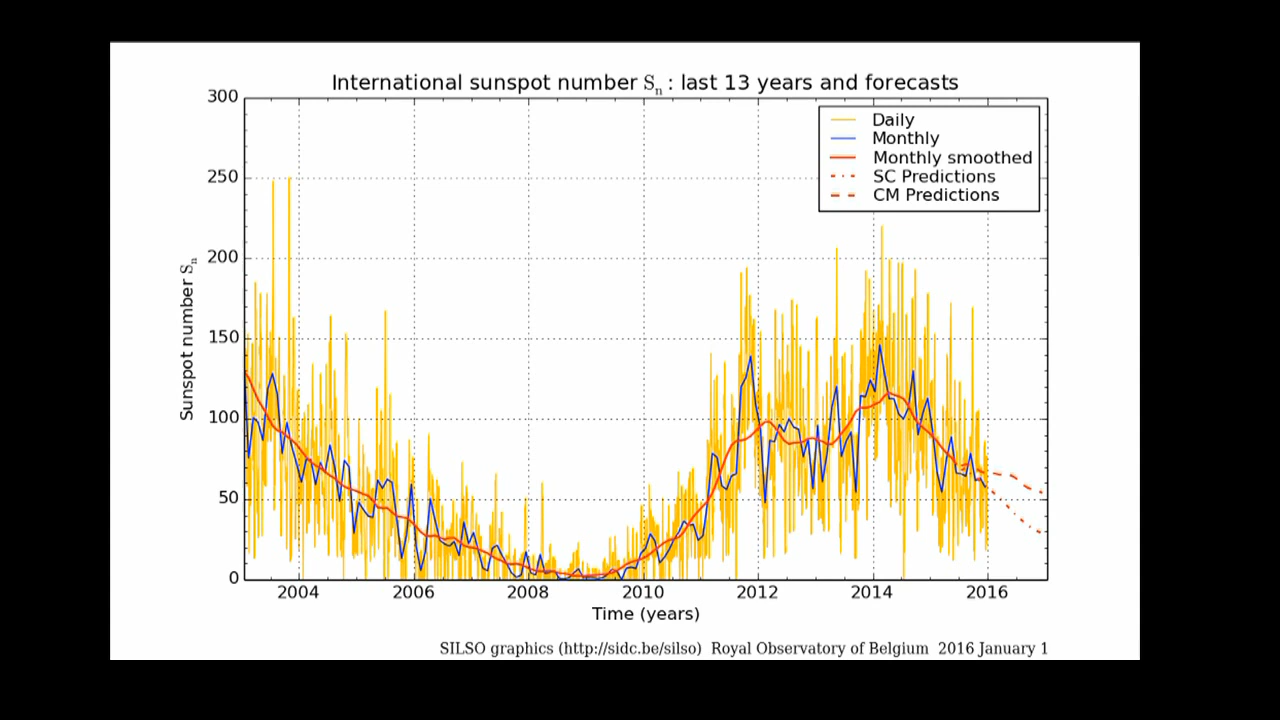 International sunspot number Sn : last 13 years and forecasts
300
250
200
150
100
50
0
Sunspot number Sn
Daily
Monthly
Monthly smoothed
SC Predictions
CM Predictions
2004 2006 2008 2010 2012 2014 2016
Time (years)
SILSO graphics (http://sidc.be/silso) Royal Observatory of Belgium 2016 January 1